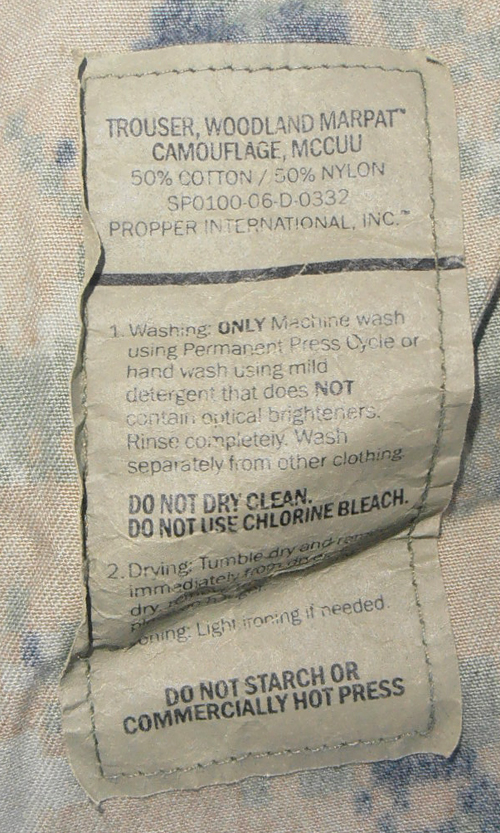 TROUSER, WOODLAND MARPAT™
CAMOUFLAGE, MCCUU
50% COTTON / 50% NYLON
SP0100-06-D-0332
PROPPER INTERNATIONAL, INC.™
1. Washing: ONLY Machine wash
using Permanent Press Cycle or
hand wash using mild
detergent that does NOT
contain optical brighteners.
Rinse completely. Wash
separately from other clothing.
DO NOT DRY CLEAN.
DO NOT USE CHLORINE BLEACH.
2. Drying: Tumble dry and
immediately from
dry,
Light ironing if needed.
DO NOT STARCH OR
COMMERCIALLY HOT PRESS